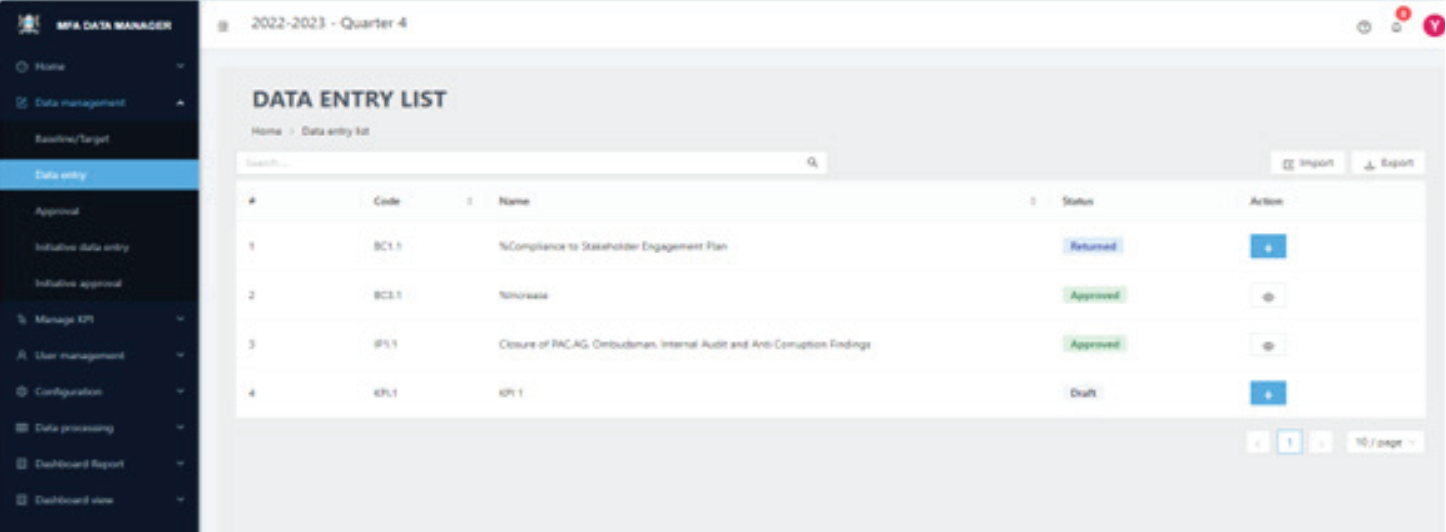 MFA DATA MANAGER
2022-2023 - Quarter 4
Y
Home
Data management
Baseline/Target
Data entry
Approval
Initiative data entry
Initiative approval
Manage KPI
User management
Configuration
Data processing
Dashboard Report
Dashboard view
DATA ENTRY LIST
Home > Data entry list
Search ...
Import Export
# Code Name Status Action
1 BC1.1 %Compliance to Stakeholder Engagement Plan Returned
2 BC3.1 %Increase Approved
3 IP1.1 Closure of PAC,AG, Ombudsman, Internal Audit and Anti Corruption Findings Approved
4 KPI.1 KPI 1 Draft
< 1 > 10 / page